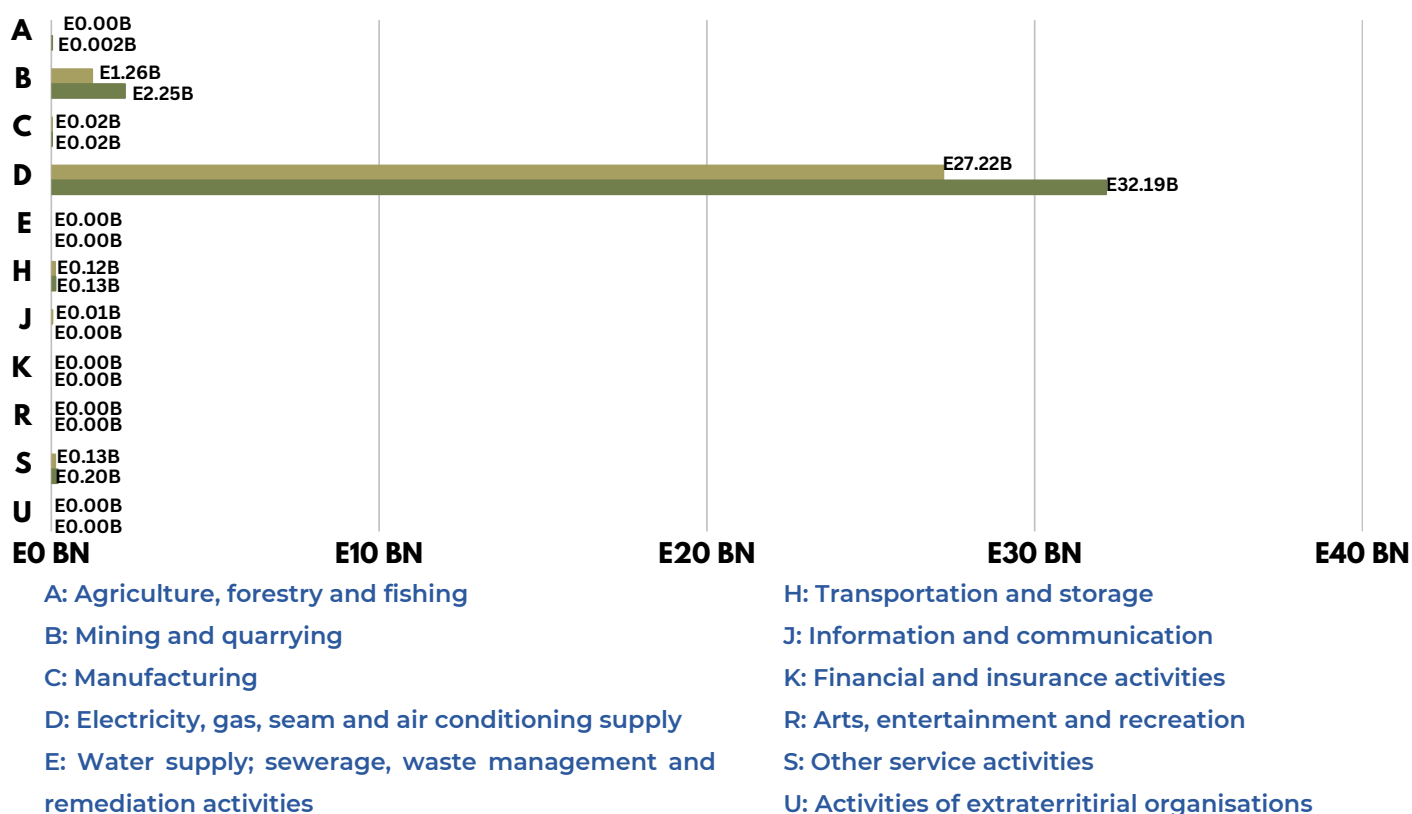 A
E0.00B
E0.002B
B
E1.26B
E2.25B
C
E0.02B
E0.02B
D
E27.22B
E32.19B
E
E0.00B
E0.00B
H
E0.12B
E0.13B
J
E0.01B
E0.00B
K
E0.00B
E0.00B
R
E0.00B
E0.00B
S
E0.13B
E0.20B
U
E0.00B
E0.00B
E0 BN E10 BN E20 BN E30 BN E40 BN
A: Agriculture, forestry and fishing
B: Mining and quarrying
C: Manufacturing
D: Electricity, gas, seam and air conditioning supply
E: Water supply; sewerage, waste management and
remediation activities
H: Transportation and storage
J: Information and communication
K: Financial and insurance activities
R: Arts, entertainment and recreation
S: Other service activities
U: Activities of extraterritirial organisations